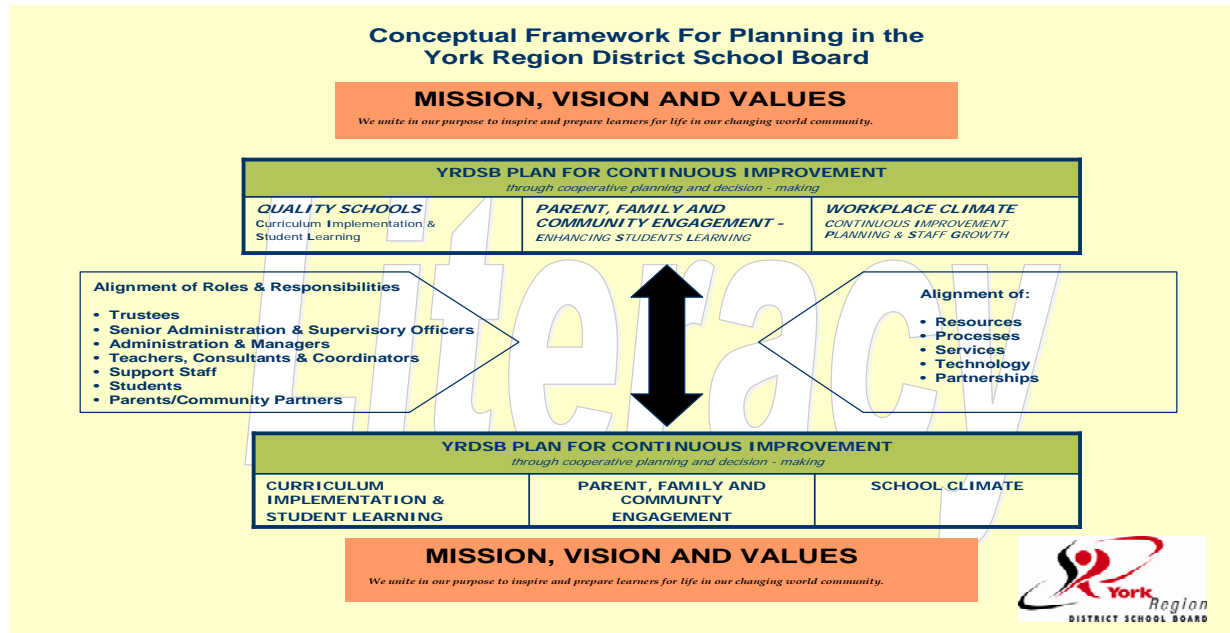 Conceptual Framework For Planning in the
York Region District School Board
MISSION, VISION AND VALUES
We unite in our purpose to inspire and prepare learners for life in our changing world community.
YRDSB PLAN FOR CONTINUOUS IMPROVEMENT
through cooperative planning and decision - making
QUALITY SCHOOLS
Curriculum Implementation &
Student Learning
PARENT, FAMILY AND
COMMUNITY ENGAGEMENT -
ENHANCING STUDENTS LEARNING
WORKPLACE CLIMATE
CONTINUOUS IMPROVEMENT
PLANNING & STAFF GROWTH
Literacy
Alignment of Roles & Responsibilities
• Trustees
• Senior Administration & Supervisory Officers
• Administration & Managers
• Teachers, Consultants & Coordinators
• Support Staff
• Students
• Parents/Community Partners
Alignment of:
• Resources
• Processes
• Services
• Technology
• Partnerships
YRDSB PLAN FOR CONTINUOUS IMPROVEMENT
through cooperative planning and decision - making
CURRICULUM
IMPLEMENTATION &
STUDENT LEARNING
PARENT, FAMILY AND
COMMUNTY
ENGAGEMENT
SCHOOL CLIMATE
MISSION, VISION AND VALUES
We unite in our purpose to inspire and prepare learners for life in our changing world community.
York
Region
DISTRICT SCHOOL BOARD